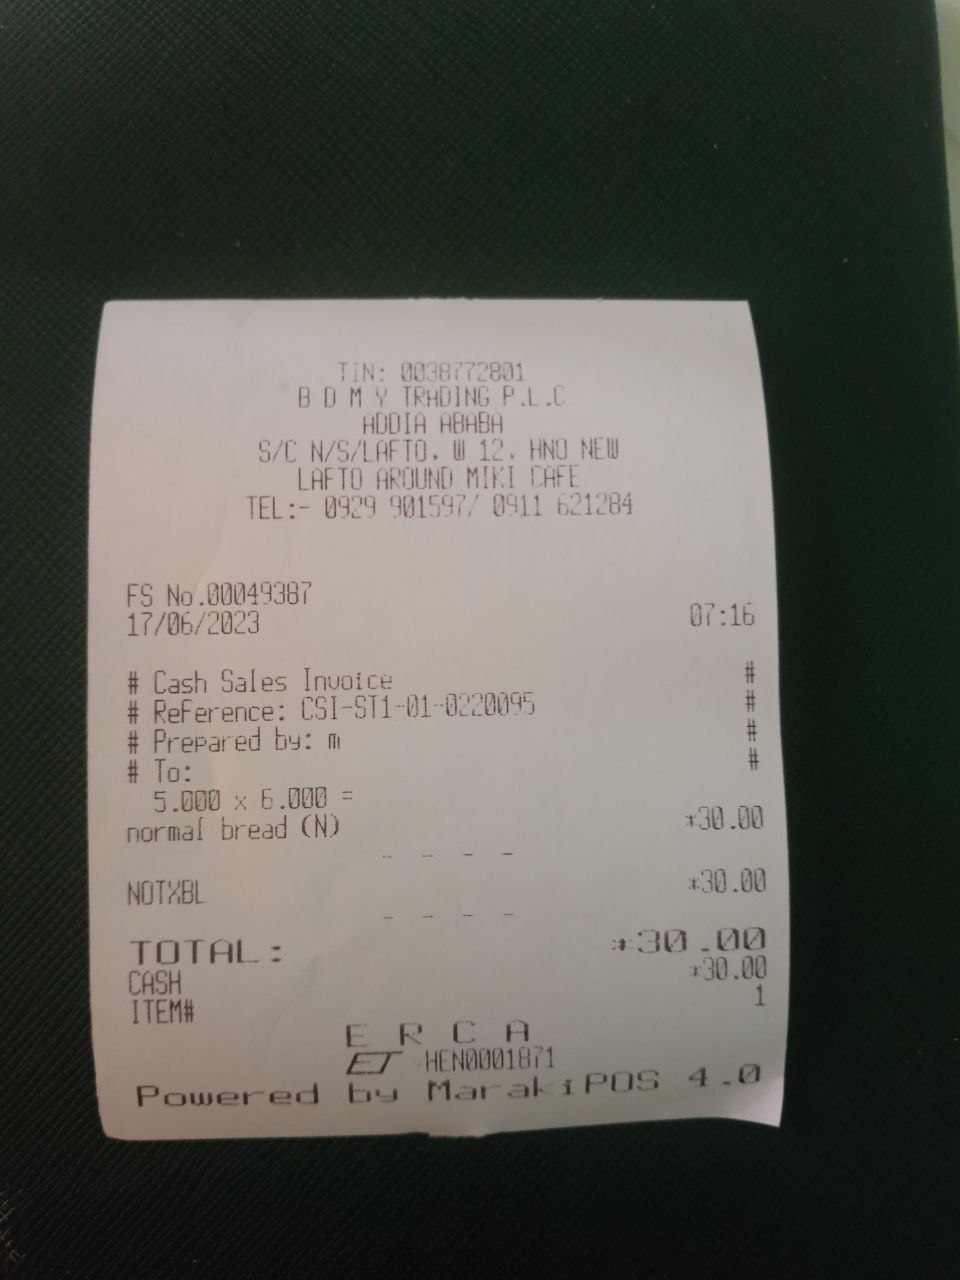 TIN: 0038772801
B D M Y TRADING P.L.C
ADDIA ABABA
S/C N/S/LAFTO. W 12. HNO NEW
LAFTO AROUND MIKI CAFE
TEL:- 0929 901597/ 0911 621284
FS No.00049387
17/06/2023 07:16
# Cash Sales Invoice #
# Reference: CSI-ST1-01-0220095 #
# Prepared by: m #
# To: #
5.000 x 6.000 =
normal bread (N) *30.00
- - - -
NOTXBL *30.00
- - - -
TOTAL: *30.00
CASH *30.00
ITEM# 1
E R C A
ET HEN0001871
Powered by MarakiPOS 4.0